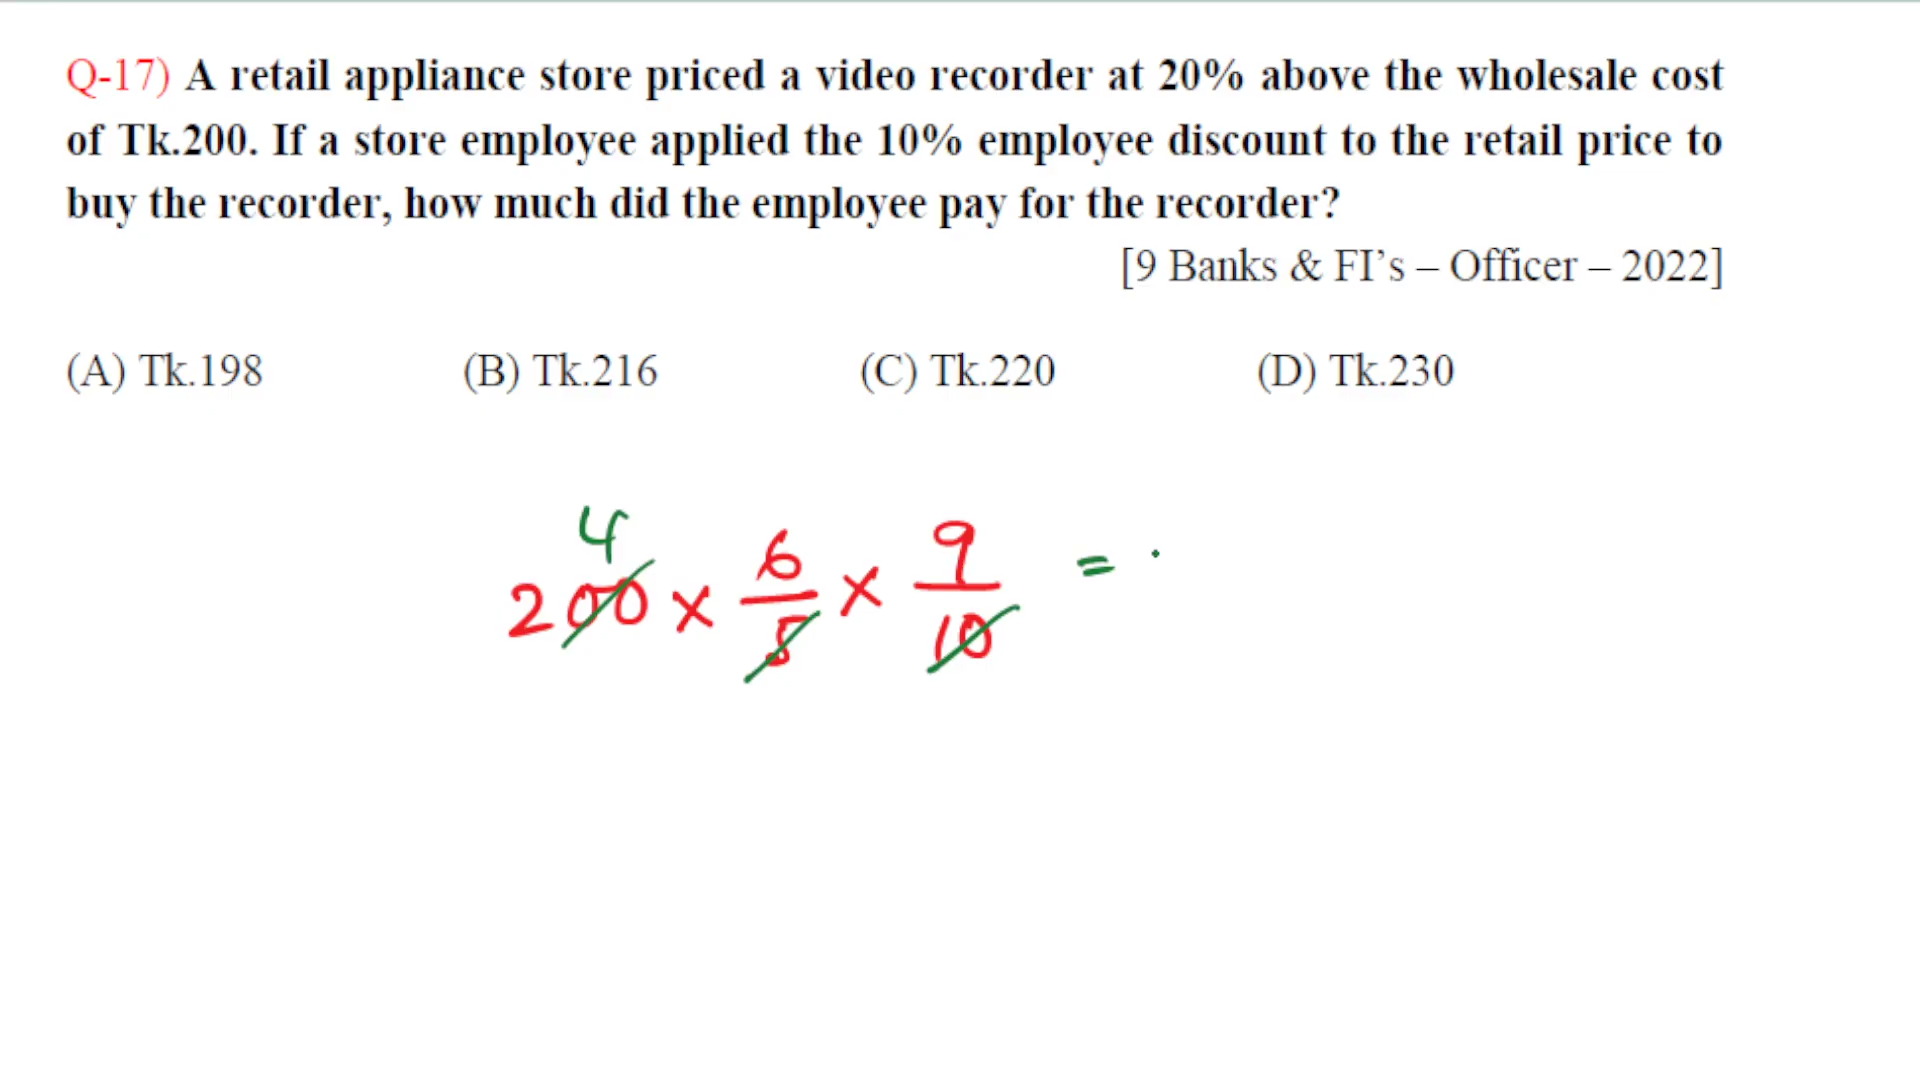 Q-17) A retail appliance store priced a video recorder at 20% above the wholesale cost
of Tk.200. If a store employee applied the 10% employee discount to the retail price to
buy the recorder, how much did the employee pay for the recorder?
[9 Banks & FI’s – Officer – 2022]
(A) Tk.198 (B) Tk.216 (C) Tk.220 (D) Tk.230
4
6 9
200 × × =
5 10